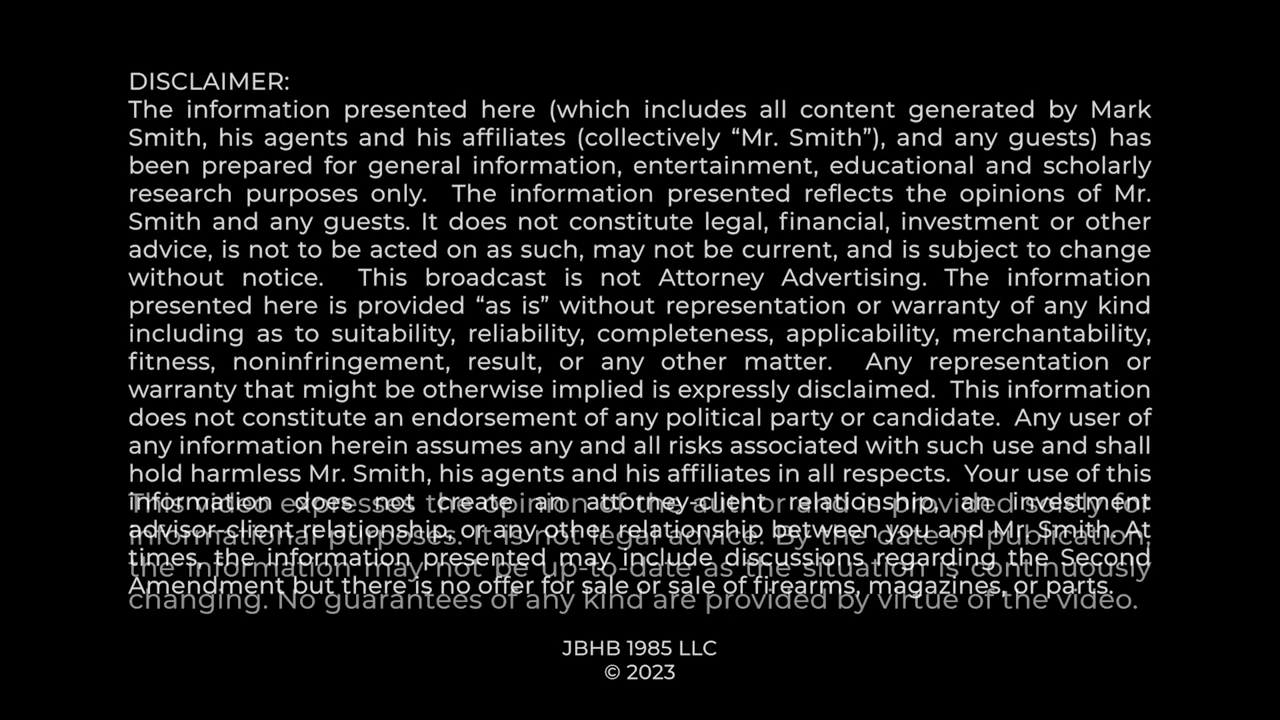 DISCLAIMER:
The information presented here (which includes all content generated by Mark
Smith, his agents and his affiliates (collectively “Mr. Smith”), and any guests) has
been prepared for general information, entertainment, educational and scholarly
research purposes only.  The information presented reflects the opinions of Mr.
Smith and any guests. It does not constitute legal, financial, investment or other
advice, is not to be acted on as such, may not be current, and is subject to change
without notice.  This broadcast is not Attorney Advertising. The information
presented here is provided “as is” without representation or warranty of any kind
including as to suitability, reliability, completeness, applicability, merchantability,
fitness, noninfringement, result, or any other matter.  Any representation or
warranty that might be otherwise implied is expressly disclaimed.  This information
does not constitute an endorsement of any political party or candidate.  Any user of
any information herein assumes any and all risks associated with such use and shall
hold harmless Mr. Smith, his agents and his affiliates in all respects.  Your use of this
information does not create an attorney-client relationship, an investment
This video expresses the opinion of the author and is provided solely for
advisor-client relationship, or any other relationship between you and Mr. Smith. At
informational purposes. It is not legal advice. By the date of publication,
times, the information presented may include discussions regarding the Second
the information may not be up-to-date as the situation is continuously
Amendment but there is no offer for sale or sale of firearms, magazines, or parts.
changing. No guarantees of any kind are provided by virtue of the video.
JBHB 1985 LLC
© 2023